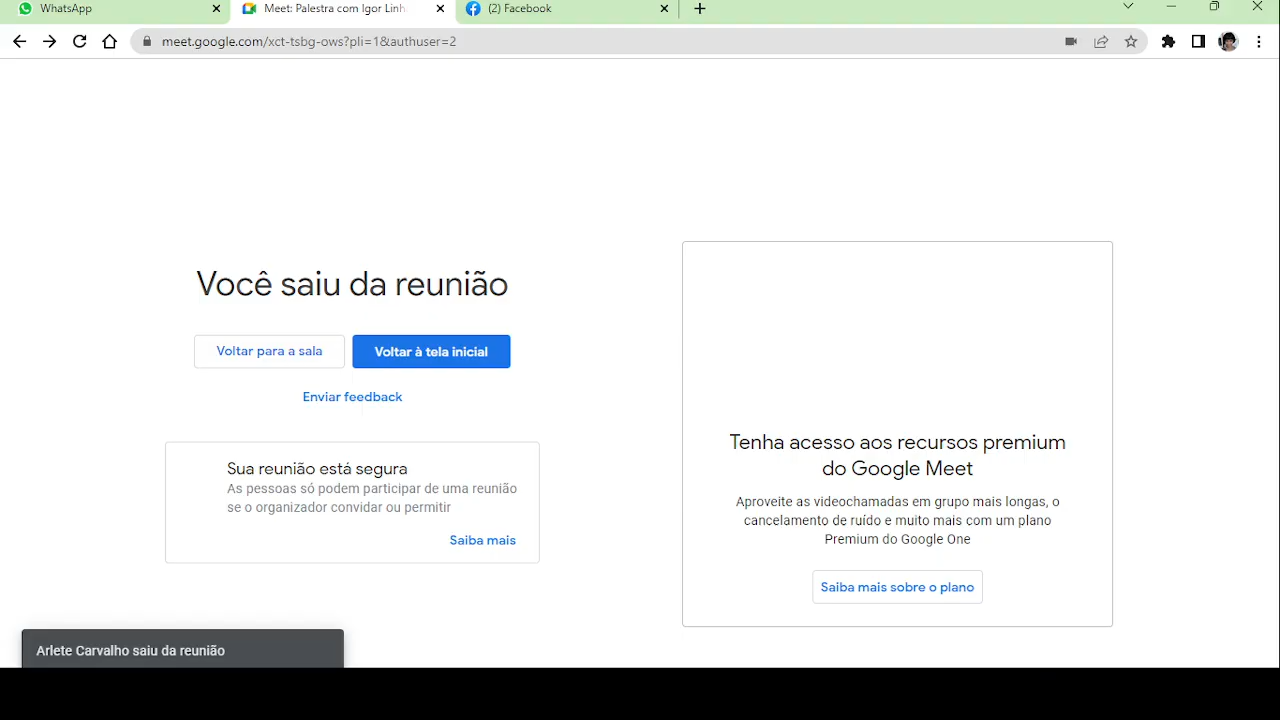 WhatsApp
Meet: Palestra com Igor Linh
(2) Facebook
meet.google.com/xct-tsbg-ows?pli=1&authuser=2
Você saiu da reunião
Voltar para a sala
Voltar à tela inicial
Enviar feedback
Sua reunião está segura
As pessoas só podem participar de uma reunião
se o organizador convidar ou permitir
Saiba mais
Tenha acesso aos recursos premium
do Google Meet
Aproveite as videochamadas em grupo mais longas, o
cancelamento de ruído e muito mais com um plano
Premium do Google One
Saiba mais sobre o plano
Arlete Carvalho saiu da reunião